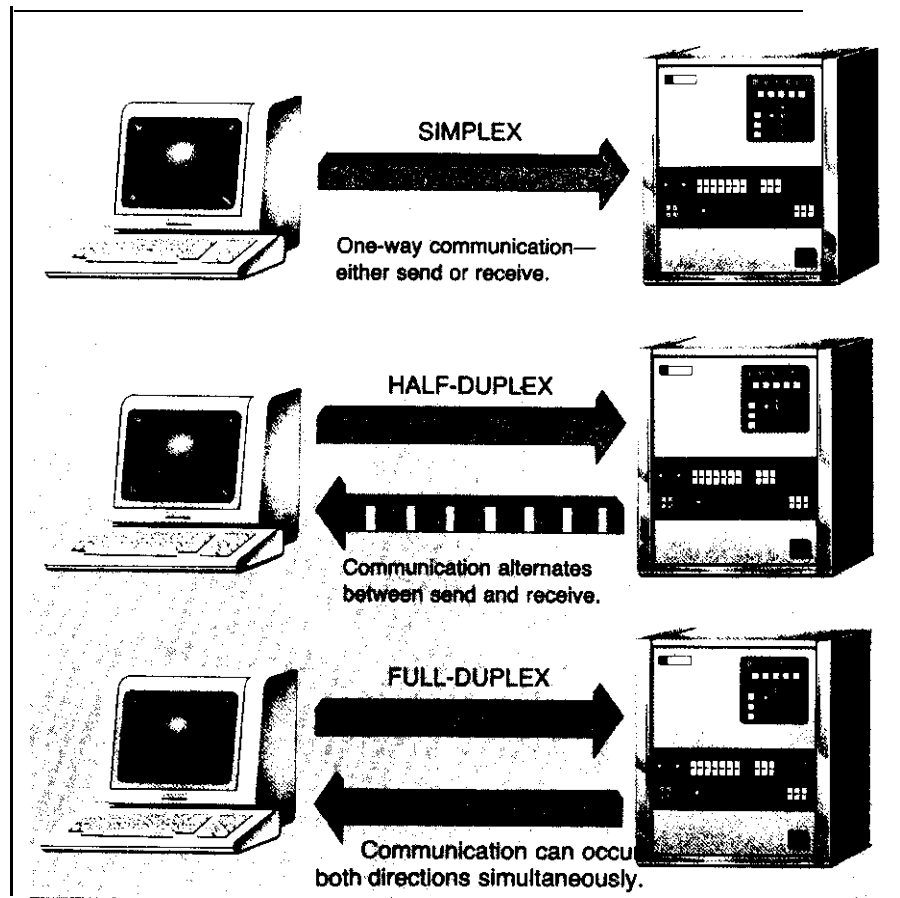 SIMPLEX
One-way communication—
either send or receive.
HALF-DUPLEX
Communication alternates
between send and receive.
FULL-DUPLEX
Communication can occu
both directions simultaneously.